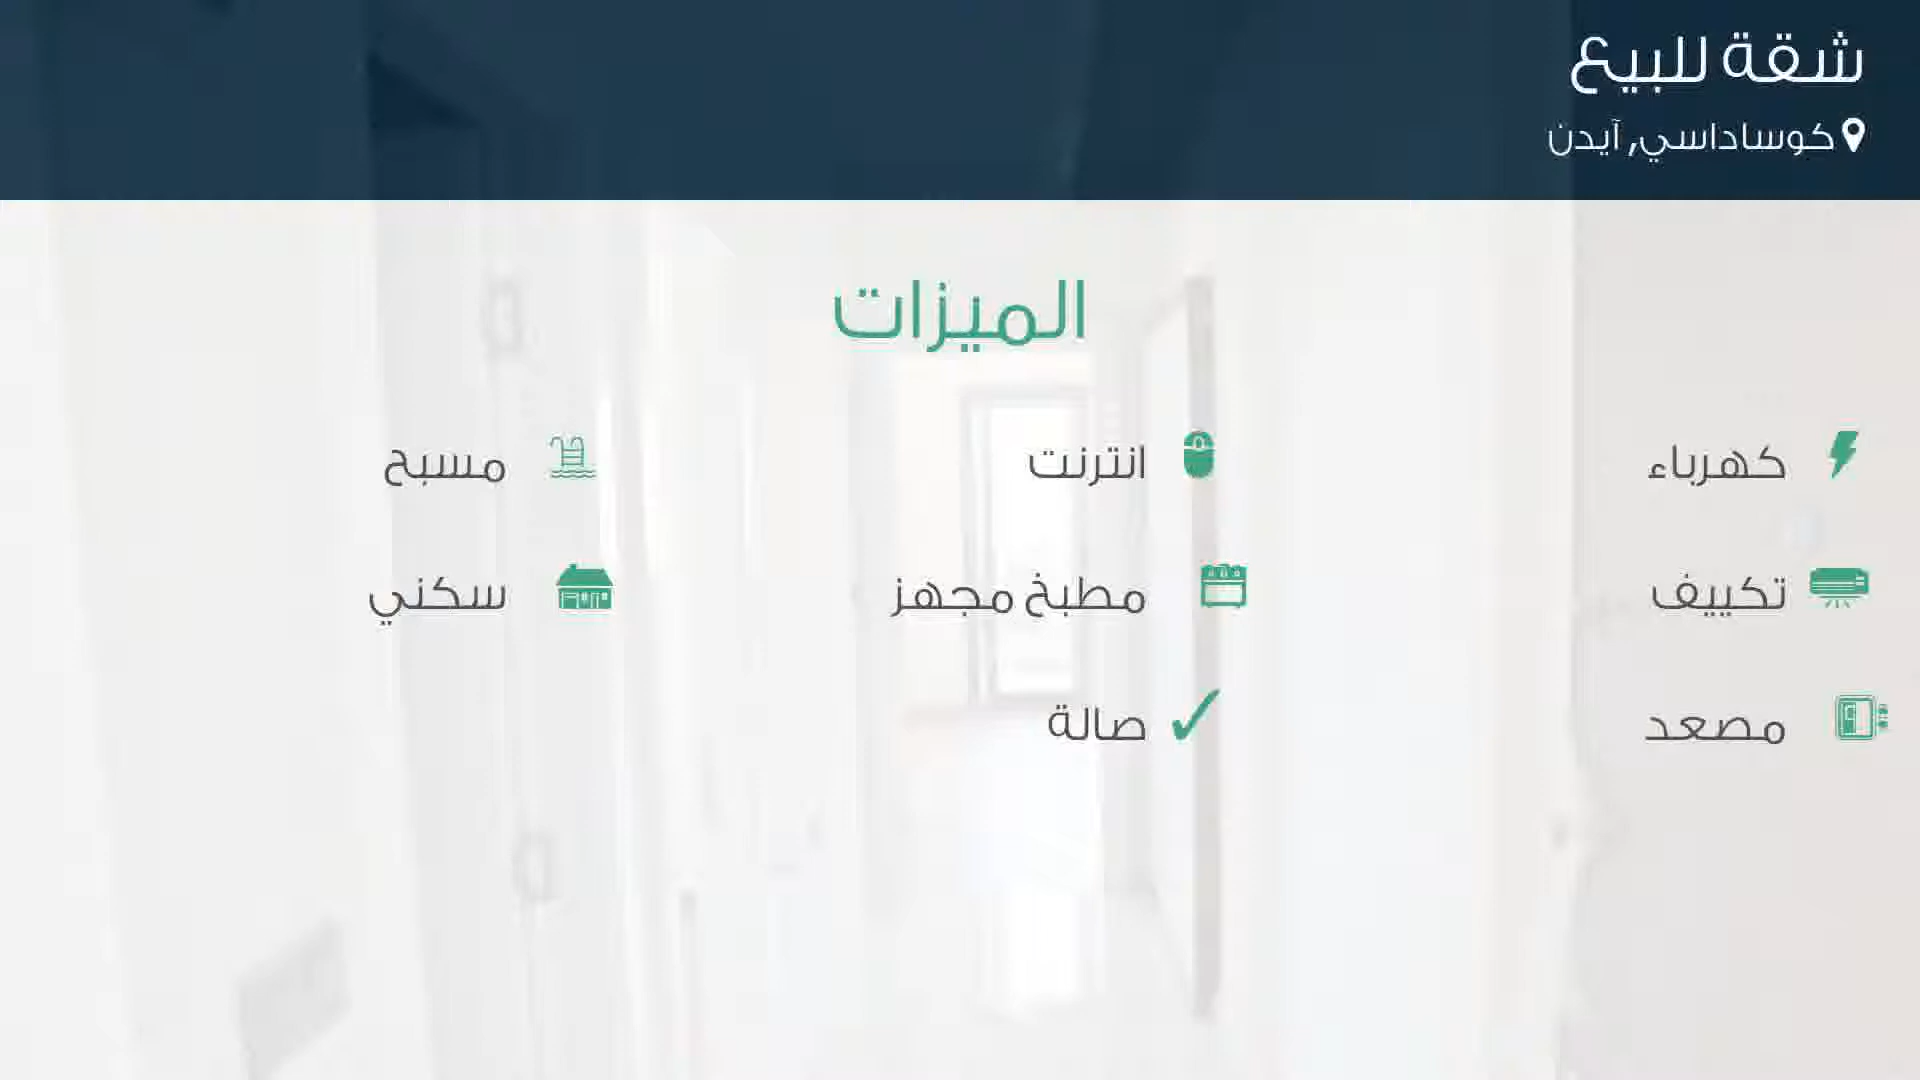 شقة للبيع
كوساداسي, آيدن
الميزات
كهرباء
انترنت
مسبح
تكييف
مطبخ مجهز
سكني
مصعد
صالة